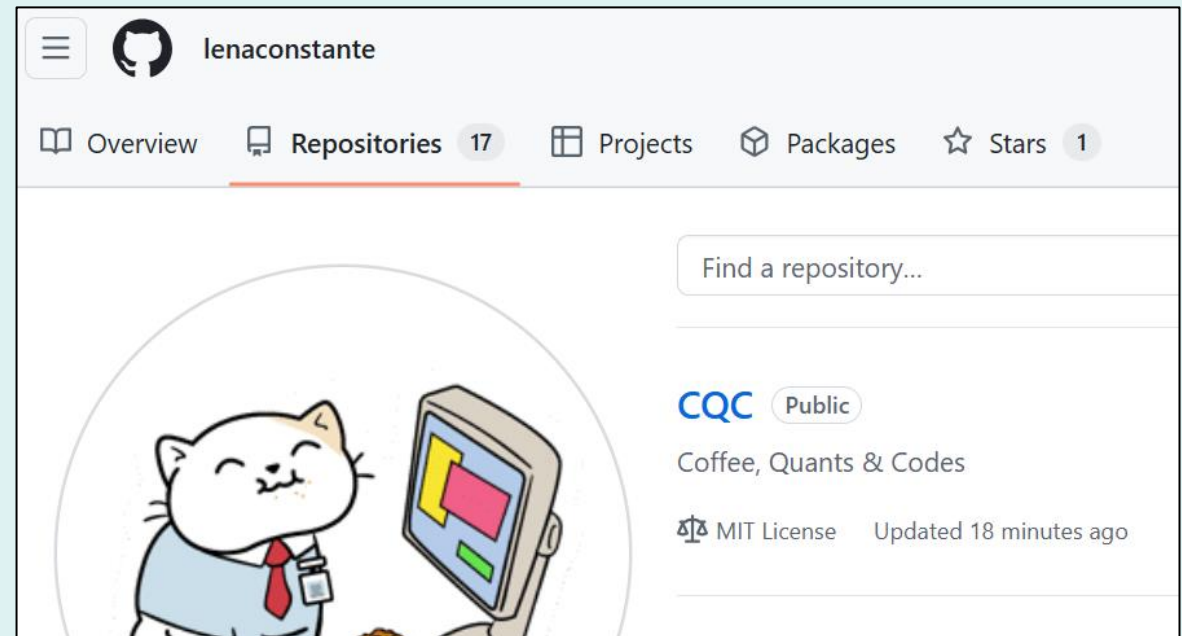 lenaconstante
Overview Repositories 17 Projects Packages Stars 1
Find a repository...
CQC Public
Coffee, Quants & Codes
MIT License Updated 18 minutes ago